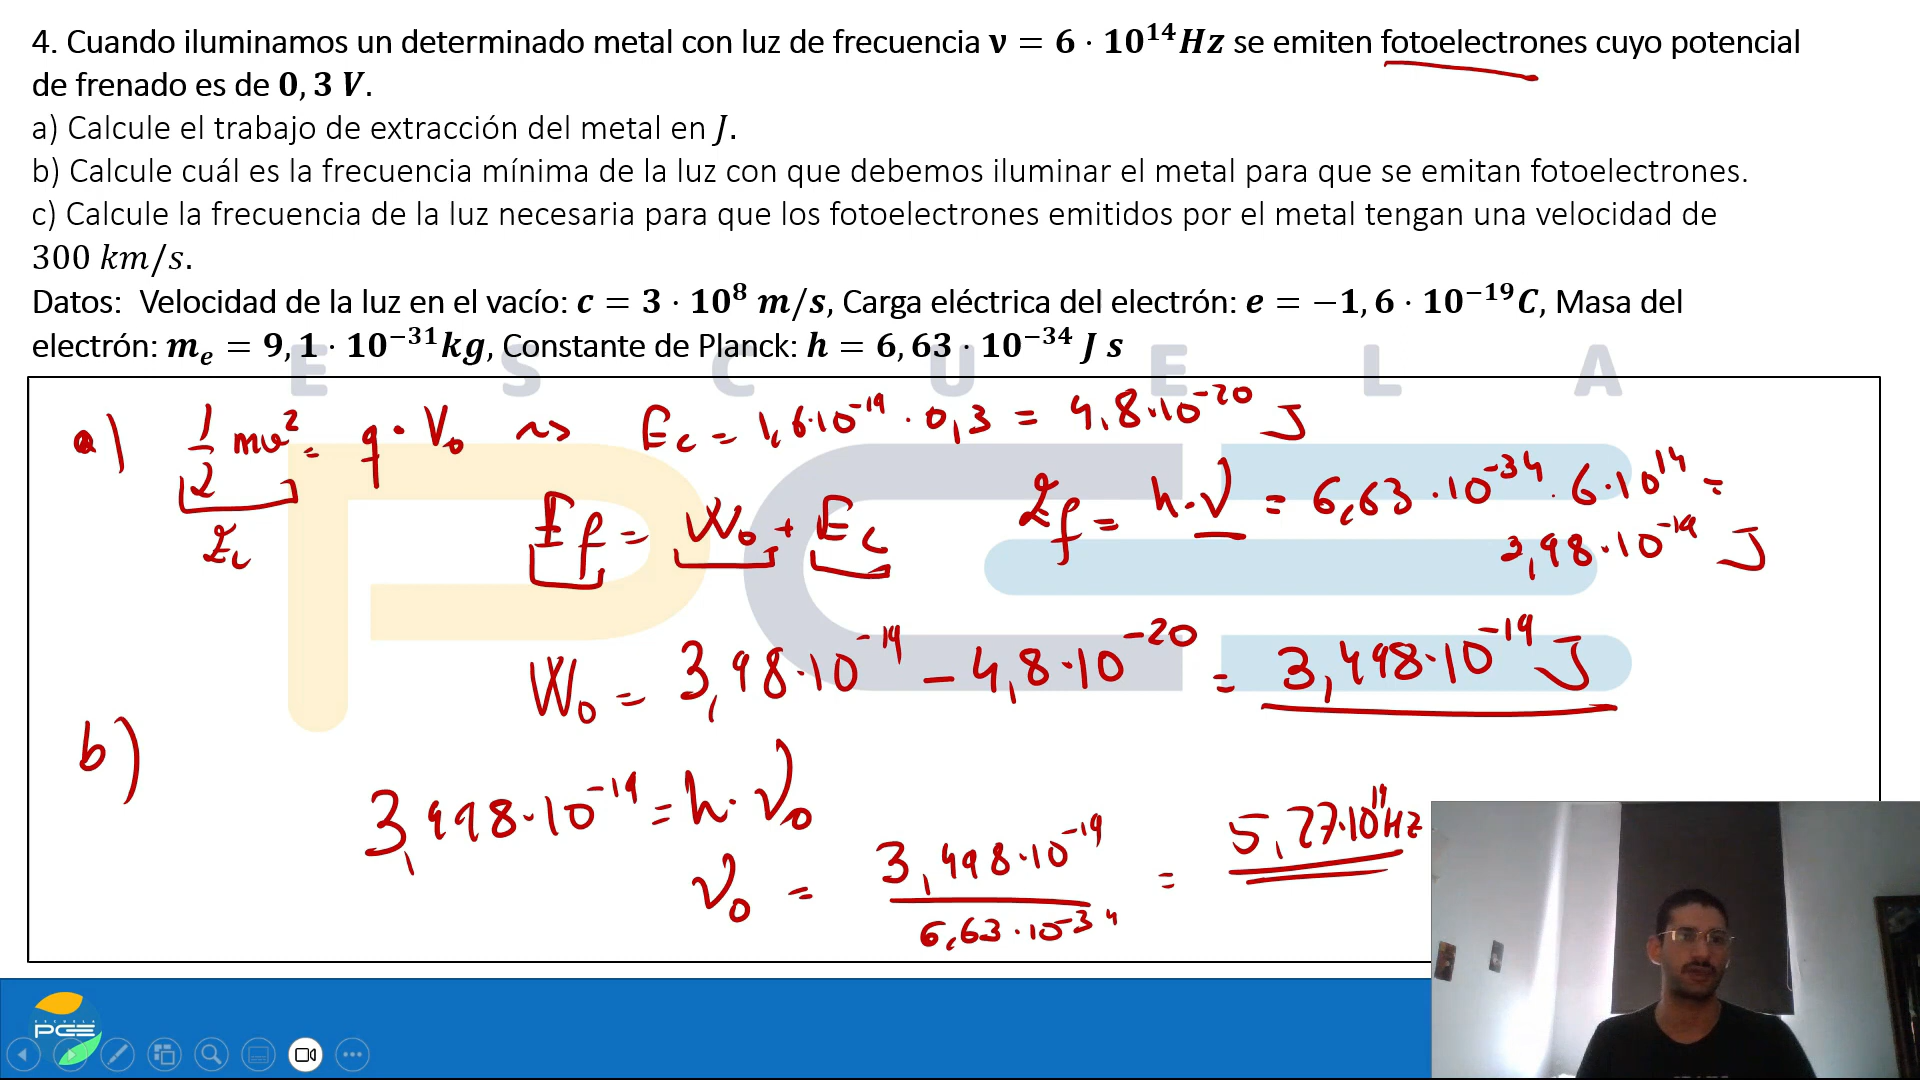 4. Cuando iluminamos un determinado metal con luz de frecuencia ν = 6 · 10¹⁴ Hz se emiten fotoelectrones cuyo potencial
de frenado es de 0, 3 V.
a) Calcule el trabajo de extracción del metal en J.
b) Calcule cuál es la frecuencia mínima de la luz con que debemos iluminar el metal para que se emitan fotoelectrones.
c) Calcule la frecuencia de la luz necesaria para que los fotoelectrones emitidos por el metal tengan una velocidad de
300 km/s.
Datos: Velocidad de la luz en el vacío: c = 3 · 10⁸ m/s, Carga eléctrica del electrón: e = −1, 6 · 10⁻¹⁹ C, Masa del
electrón: mₑ = 9, 1 · 10⁻³¹ kg, Constante de Planck: h = 6, 63 · 10⁻³⁴ J s
ESCUELA
a) 1/2 mv² = q · V₀ ~> Ec = 1,6·10⁻¹⁹ · 0,3 = 4,8·10⁻²⁰ J
Ec
Ef = W₀ + Ec
Ef = h·ν = 6,63·10⁻³⁴ · 6·10¹⁴ =
3,98·10⁻¹⁹ J
W₀ = 3,98·10⁻¹⁹ − 4,8·10⁻²⁰ = 3,498·10⁻¹⁹ J
b)
3,498·10⁻¹⁹ = h · ν₀
ν₀ = 3,498·10⁻¹⁹ / 6,63·10⁻³⁴ = 5,27·10¹⁴ Hz
ESCUELA
PCE